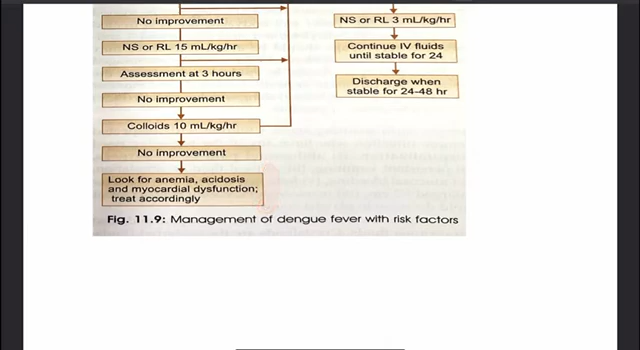 No improvement
NS or RL 15 mL/kg/hr
Assessment at 3 hours
No improvement
Colloids 10 mL/kg/hr
No improvement
Look for anemia, acidosis
and myocardial dysfunction;
treat accordingly
NS or RL 3 mL/kg/hr
Continue IV fluids
until stable for 24
Discharge when
stable for 24-48 hr
Fig. 11.9: Management of dengue fever with risk factors